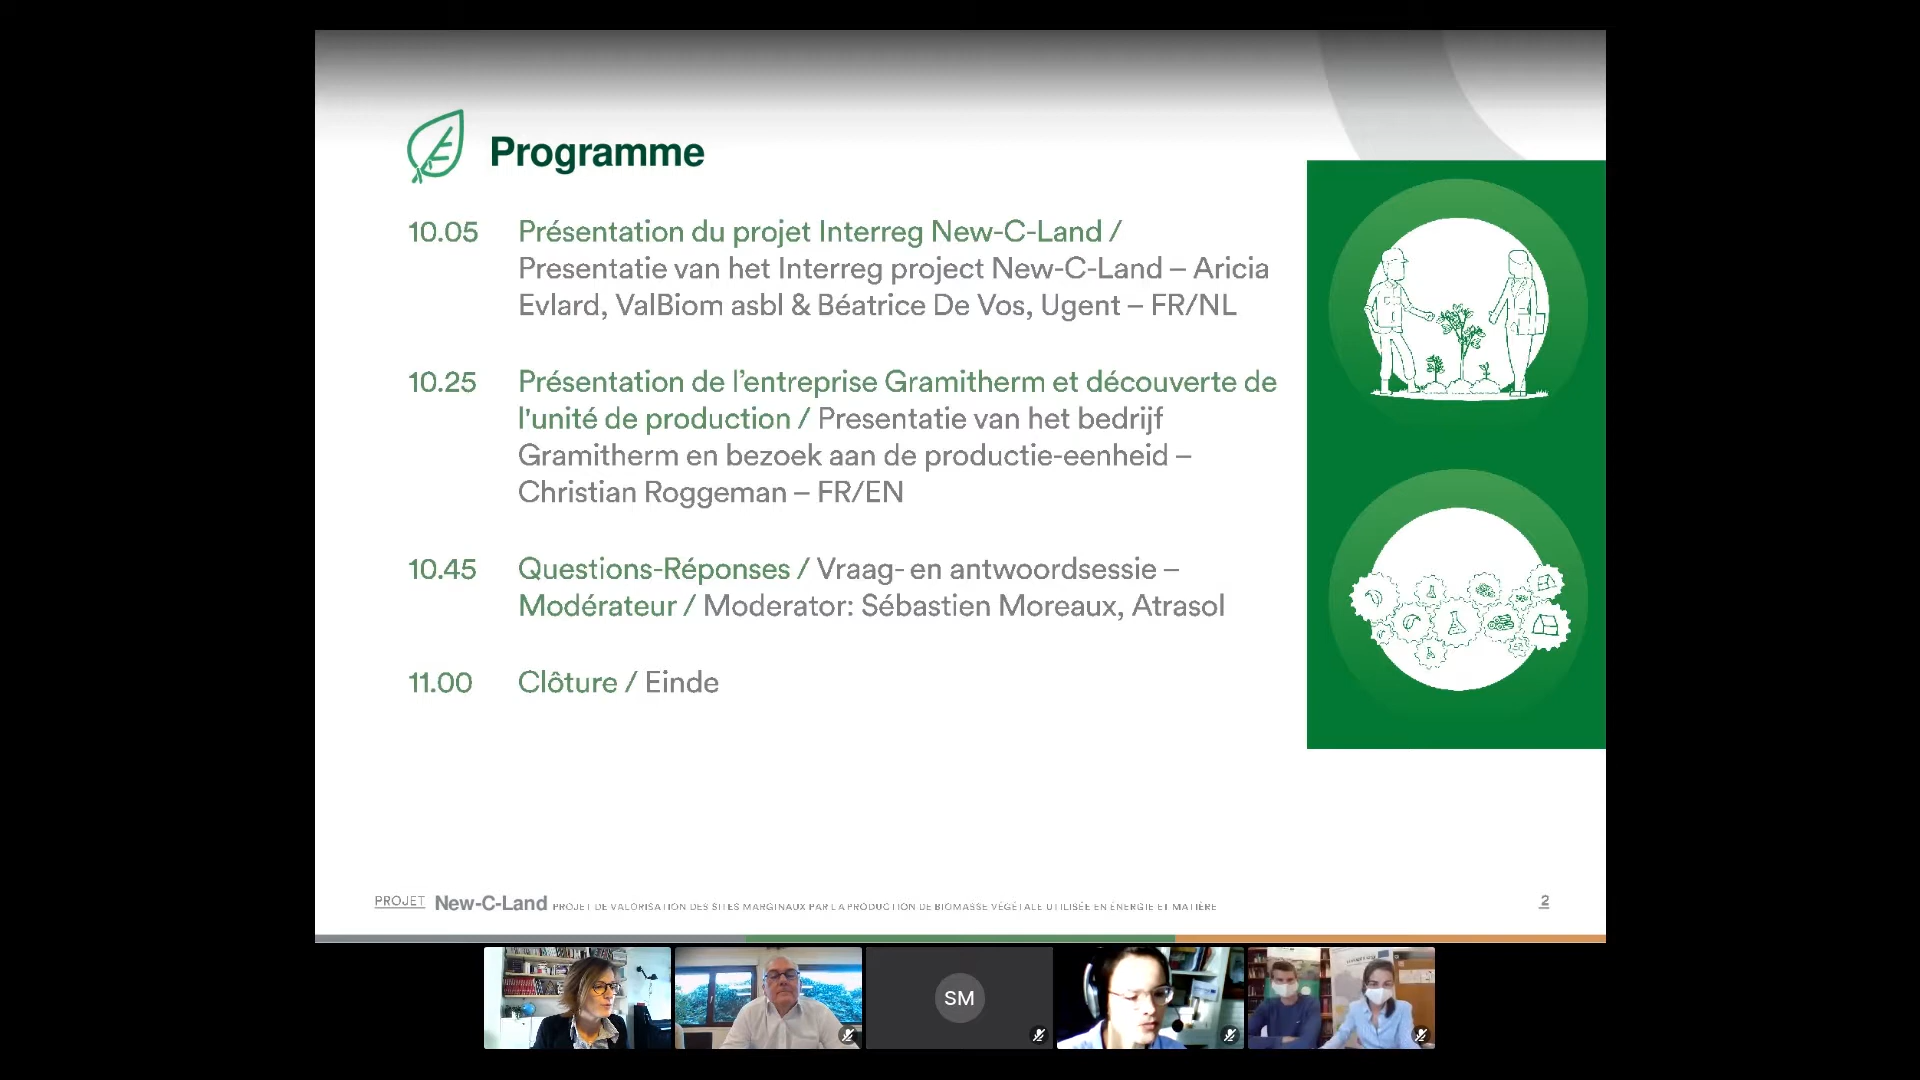 Programme
10.05 Présentation du projet Interreg New-C-Land /
Presentatie van het Interreg project New-C-Land – Aricia
Evlard, ValBiom asbl & Béatrice De Vos, Ugent – FR/NL
10.25 Présentation de l’entreprise Gramitherm et découverte de
l'unité de production / Presentatie van het bedrijf
Gramitherm en bezoek aan de productie-eenheid –
Christian Roggeman – FR/EN
10.45 Questions-Réponses / Vraag- en antwoordsessie –
Modérateur / Moderator: Sébastien Moreaux, Atrasol
11.00 Clôture / Einde
PROJET New-C-Land PROJET DE VALORISATION DES SITES MARGINAUX PAR LA PRODUCTION DE BIOMASSE VÉGÉTALE UTILISÉE EN ÉNERGIE ET MATIÈRE
2
SM